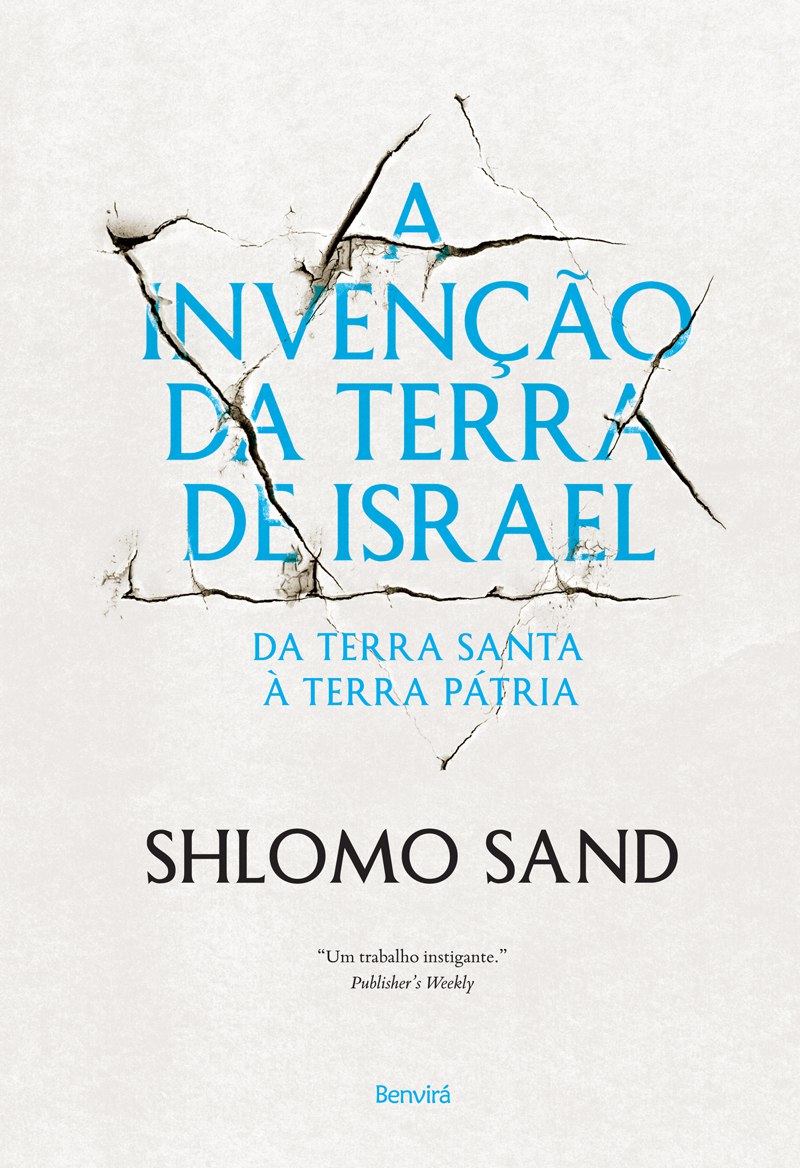 A
INVENÇÃO
DA TERRA
DE ISRAEL
DA TERRA SANTA
À TERRA PÁTRIA
SHLOMO SAND
“Um trabalho instigante.”
Publisher’s Weekly
Benvirá